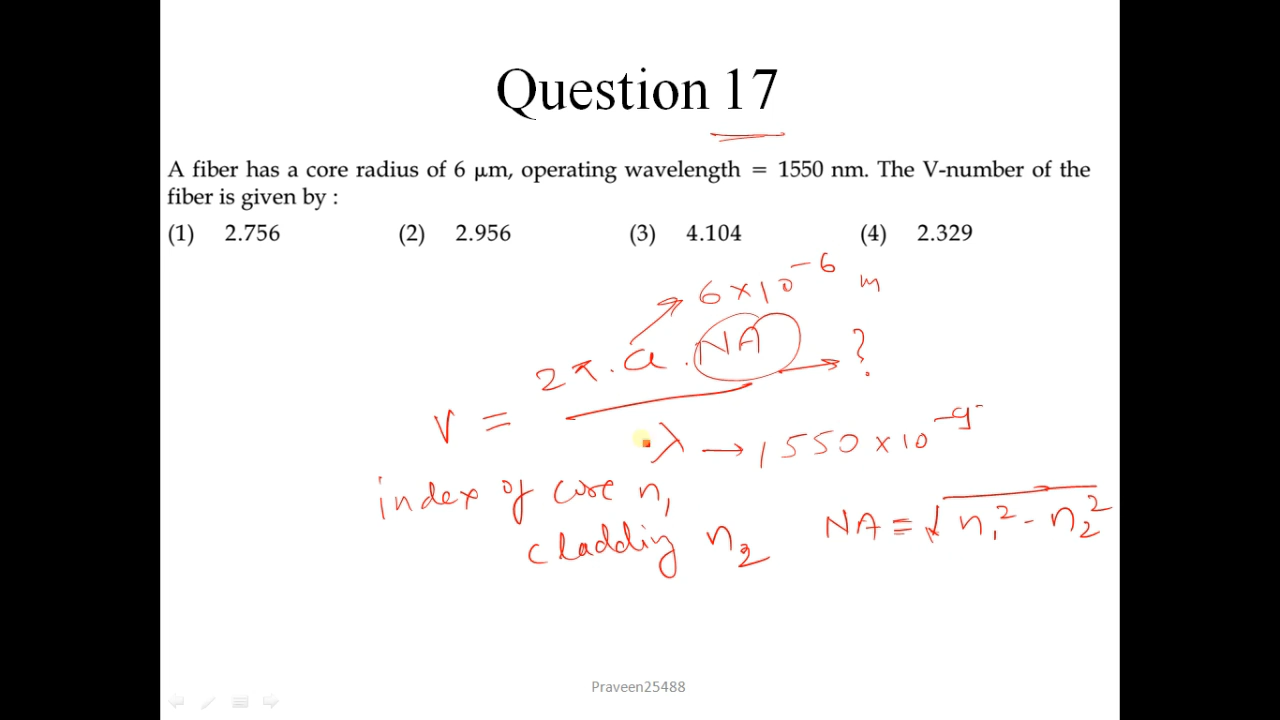 Question 17
A fiber has a core radius of 6 μm, operating wavelength = 1550 nm. The V-number of the
fiber is given by :
(1) 2.756 (2) 2.956 (3) 4.104 (4) 2.329
6 × 10⁻⁶ m
2π . a . NA → ?
V =
λ → 1550 × 10⁻⁹
index of core n₁
cladding n₂ NA = √n₁² - n₂²
Praveen25488